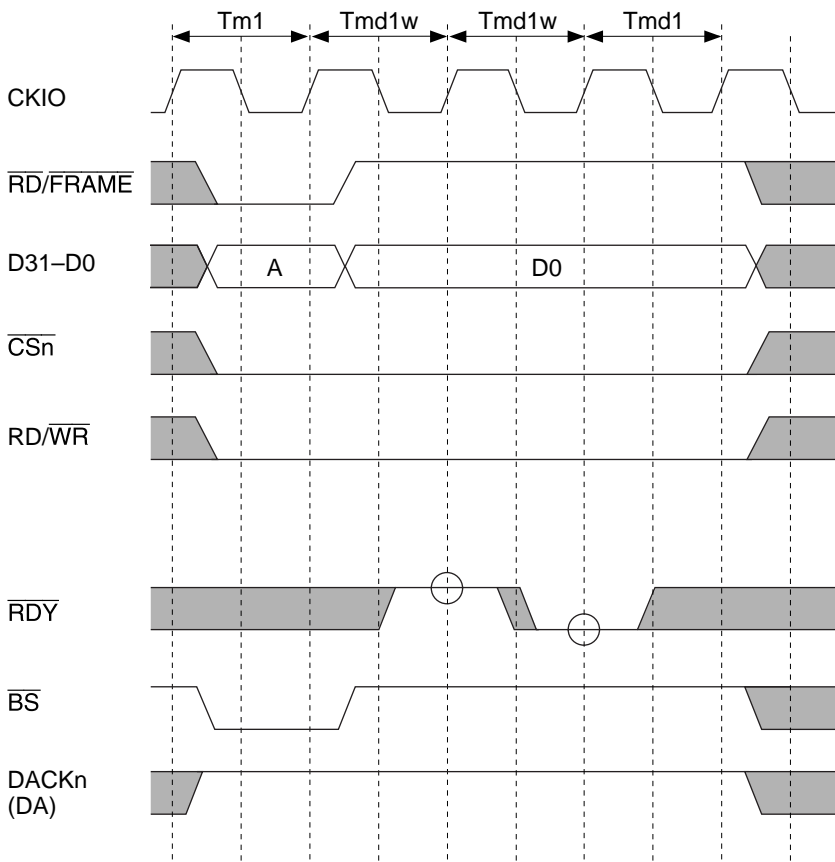 Tm1 Tmd1w Tmd1w Tmd1
CKIO
RD/FRAME
D31–D0
A D0
CSn
RD/WR
RDY
BS
DACKn
(DA)